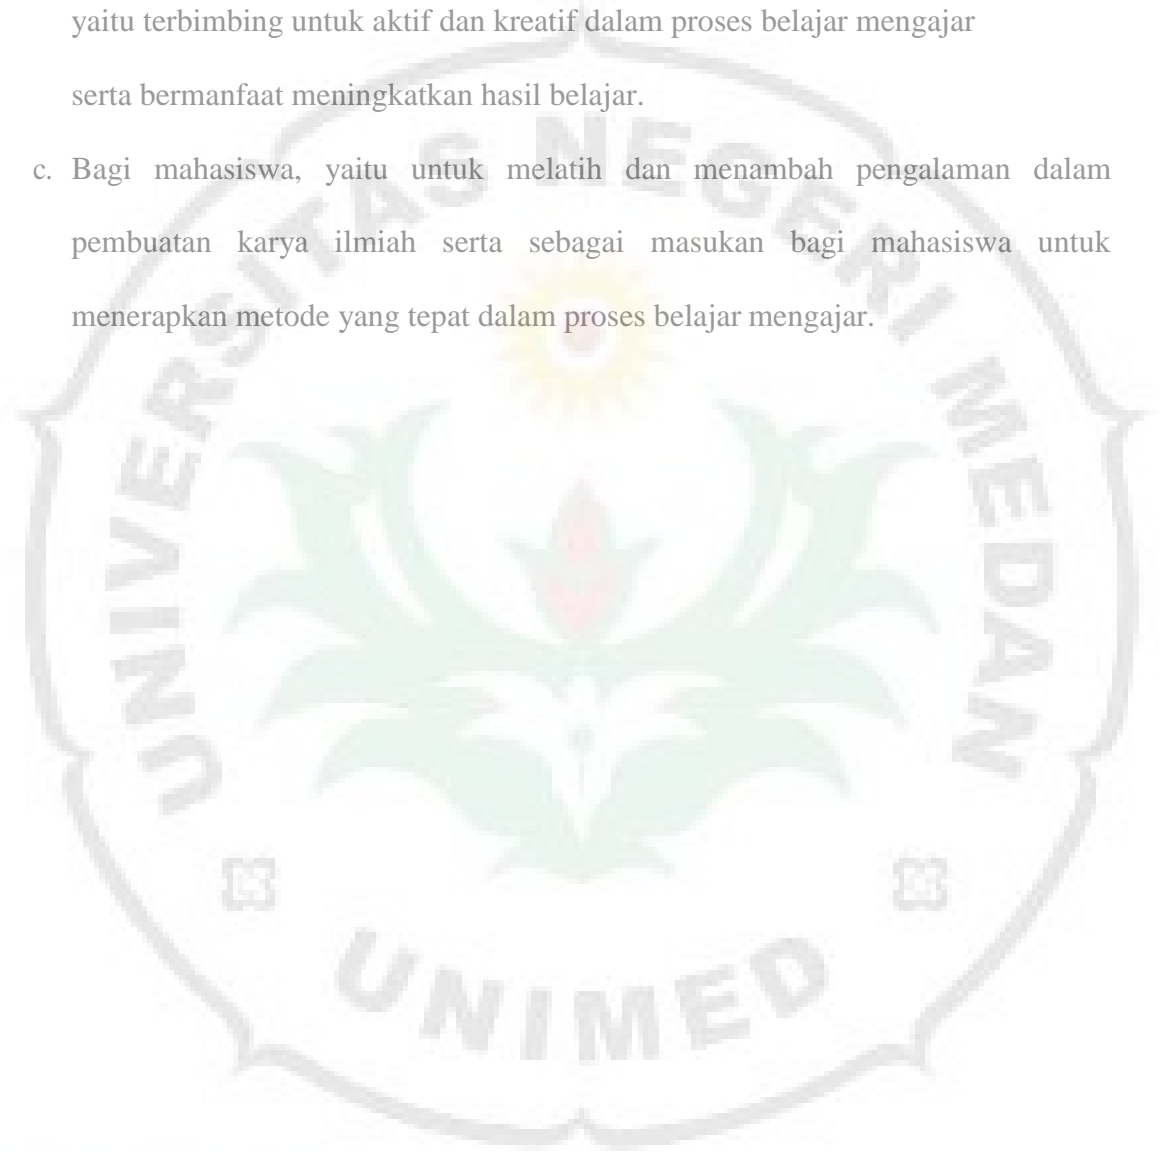 yaitu terbimbing untuk aktif dan kreatif dalam proses belajar mengajar
serta bermanfaat meningkatkan hasil belajar.
c. Bagi mahasiswa, yaitu untuk melatih dan menambah pengalaman dalam
pembuatan karya ilmiah serta sebagai masukan bagi mahasiswa untuk
menerapkan metode yang tepat dalam proses belajar mengajar.
UNIVERSITAS NEGERI MEDAN
UNIMED